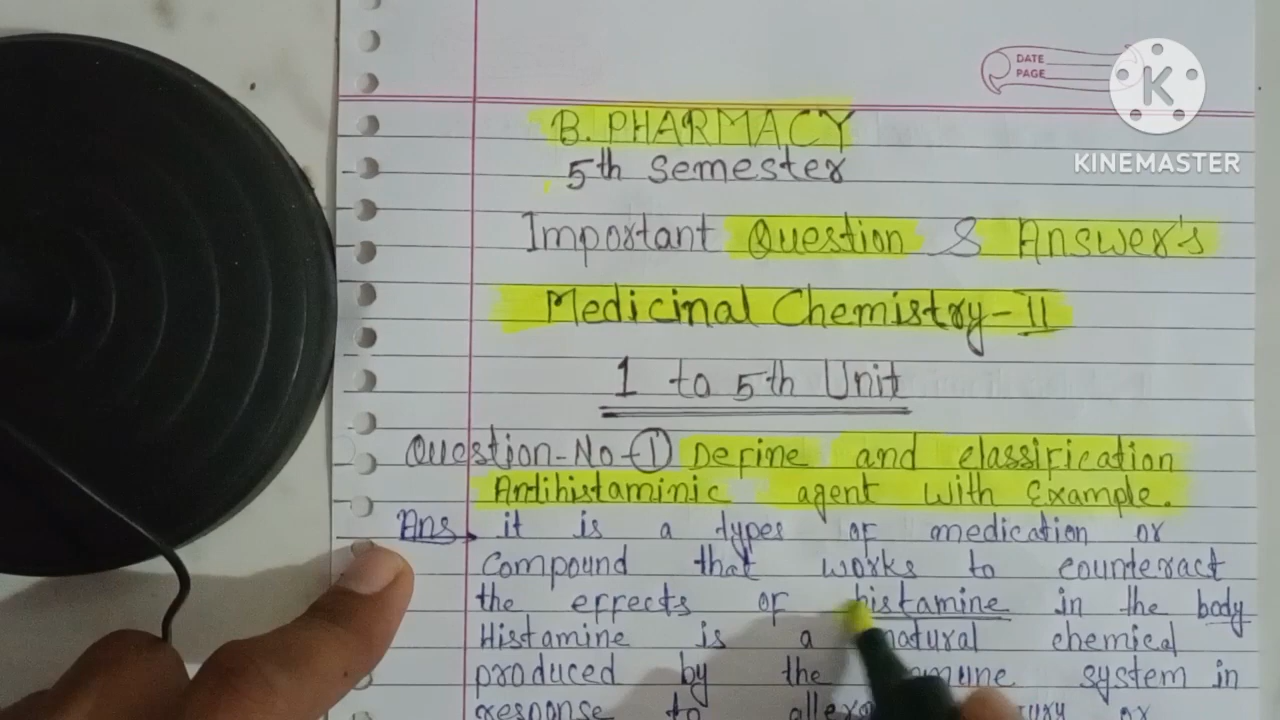 DATE
PAGE
K
KINEMASTER
B. PHARMACY
5th Semester
Important Question & Answer's
Medicinal Chemistry-II
1 to 5th Unit
Question-No-① Define and classification
Antihistaminic agent with Example.
Ans. it is a types of medication or
Compound that works to counteract
the effects of histamine in the body
Histamine is a natural chemical
produced by the system in
response to